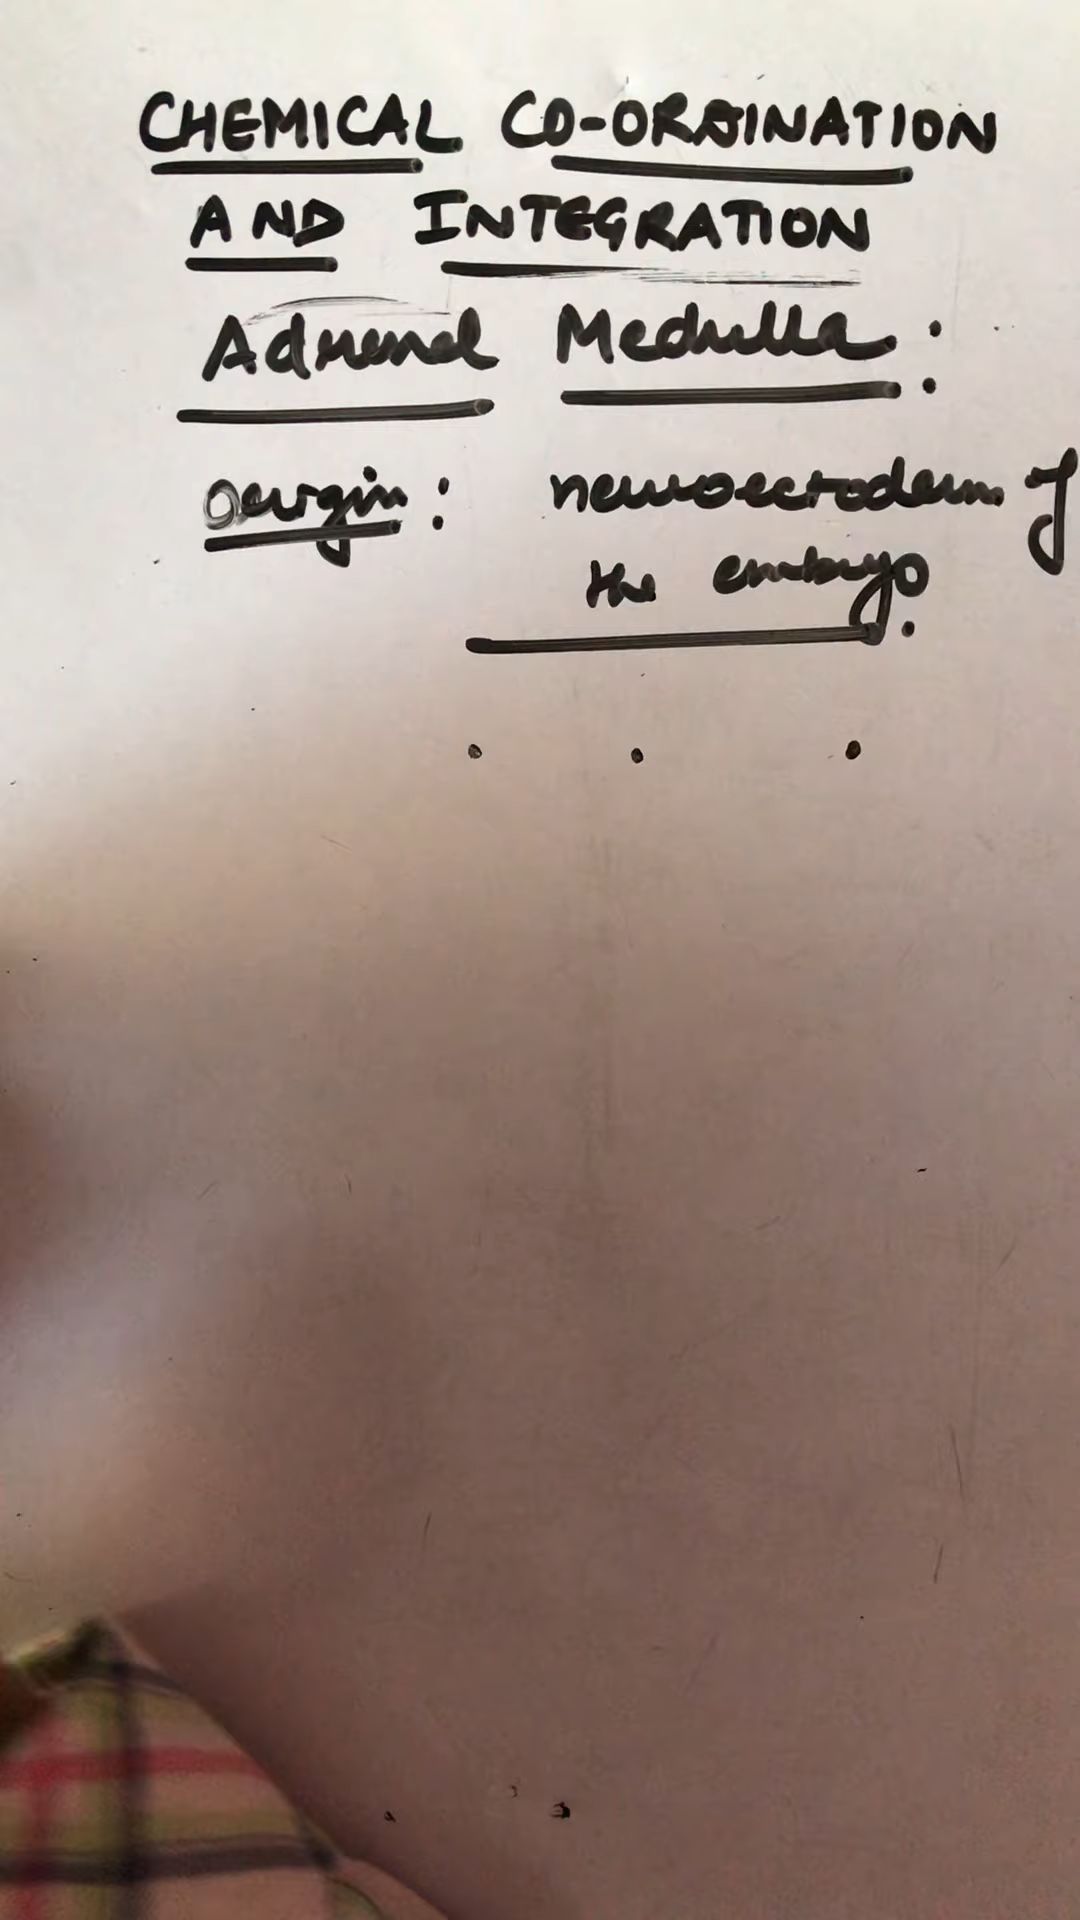 CHEMICAL CO-ORDINATION
AND INTEGRATION
Adrenal Medulla :
Origin : neuroectoderm of
the embryo.